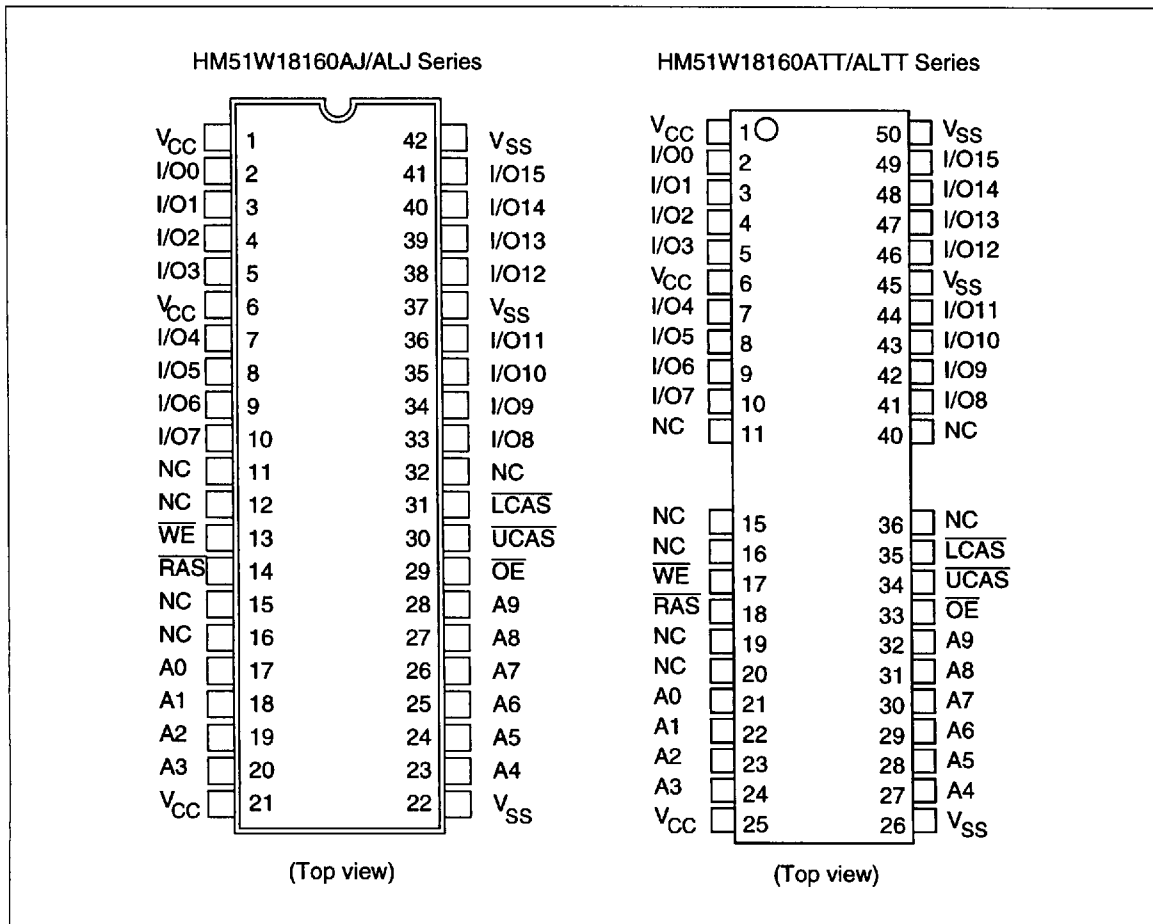 HM51W18160AJ/ALJ Series
VCC 1 42 VSS
I/O0 2 41 I/O15
I/O1 3 40 I/O14
I/O2 4 39 I/O13
I/O3 5 38 I/O12
VCC 6 37 VSS
I/O4 7 36 I/O11
I/O5 8 35 I/O10
I/O6 9 34 I/O9
I/O7 10 33 I/O8
NC 11 32 NC
NC 12 31 LCAS
WE 13 30 UCAS
RAS 14 29 OE
NC 15 28 A9
NC 16 27 A8
A0 17 26 A7
A1 18 25 A6
A2 19 24 A5
A3 20 23 A4
VCC 21 22 VSS
(Top view)
HM51W18160ATT/ALTT Series
VCC 1 50 VSS
I/O0 2 49 I/O15
I/O1 3 48 I/O14
I/O2 4 47 I/O13
I/O3 5 46 I/O12
VCC 6 45 VSS
I/O4 7 44 I/O11
I/O5 8 43 I/O10
I/O6 9 42 I/O9
I/O7 10 41 I/O8
NC 11 40 NC
NC 15 36 NC
NC 16 35 LCAS
WE 17 34 UCAS
RAS 18 33 OE
NC 19 32 A9
NC 20 31 A8
A0 21 30 A7
A1 22 29 A6
A2 23 28 A5
A3 24 27 A4
VCC 25 26 VSS
(Top view)